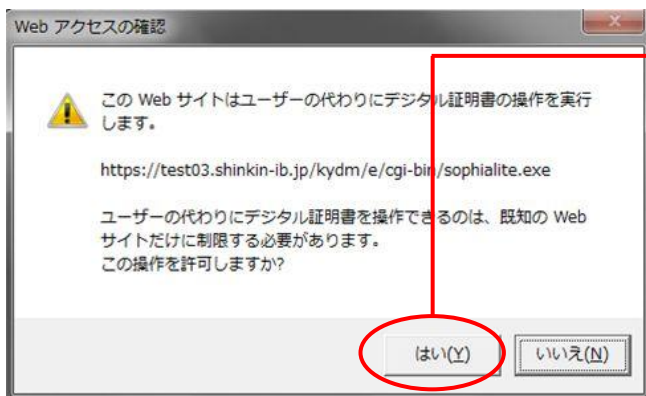 Web アクセスの確認
この Web サイトはユーザーの代わりにデジタル証明書の操作を実行
します。
https://test03.shinkin-ib.jp/kydm/e/cgi-bin/sophialite.exe
ユーザーの代わりにデジタル証明書を操作できるのは、既知の Web
サイトだけに制限する必要があります。
この操作を許可しますか?
はい(Y)
いいえ(N)